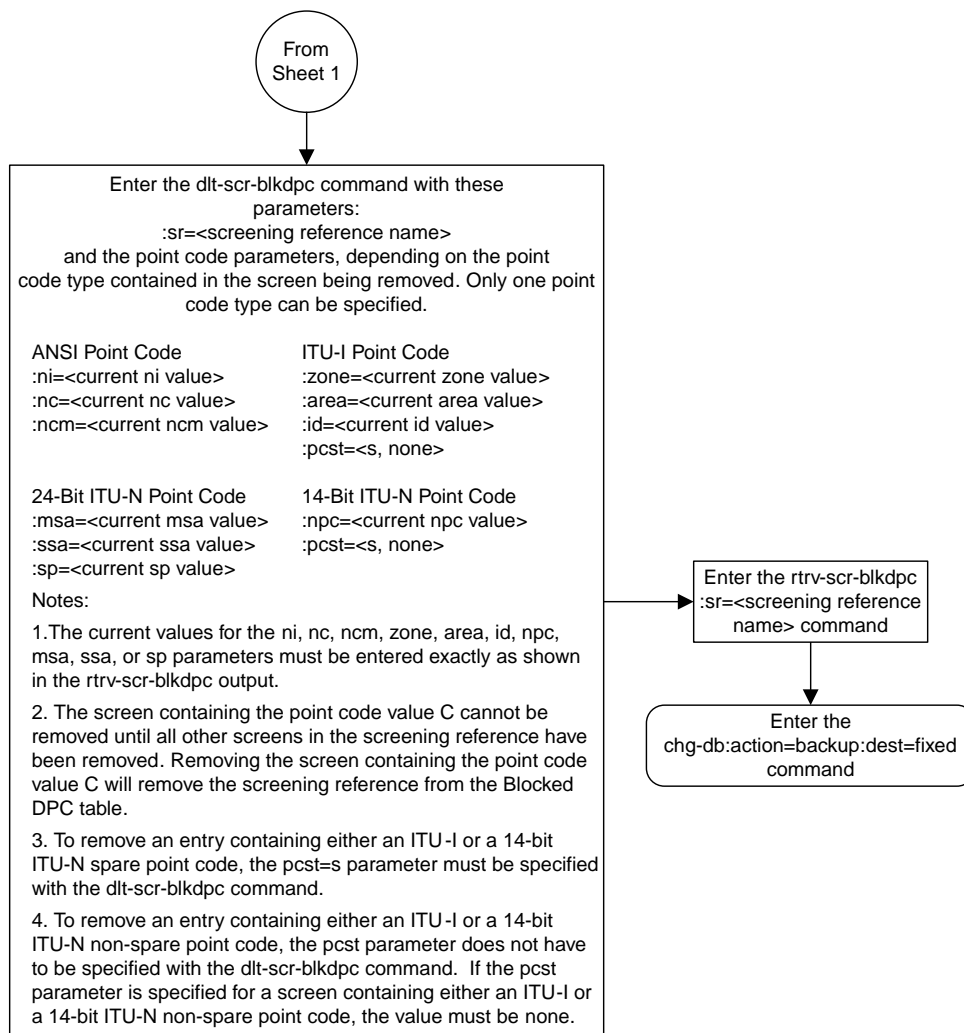 From
Sheet 1
Enter the dlt-scr-blkdpc command with these
parameters:
:sr=<screening reference name>
and the point code parameters, depending on the point
code type contained in the screen being removed. Only one point
code type can be specified.
ANSI Point Code
:ni=<current ni value>
:nc=<current nc value>
:ncm=<current ncm value>
ITU-I Point Code
:zone=<current zone value>
:area=<current area value>
:id=<current id value>
:pcst=<s, none>
24-Bit ITU-N Point Code
:msa=<current msa value>
:ssa=<current ssa value>
:sp=<current sp value>
14-Bit ITU-N Point Code
:npc=<current npc value>
:pcst=<s, none>
Notes:
1.The current values for the ni, nc, ncm, zone, area, id, npc,
msa, ssa, or sp parameters must be entered exactly as shown
in the rtrv-scr-blkdpc output.
2. The screen containing the point code value C cannot be
removed until all other screens in the screening reference have
been removed. Removing the screen containing the point code
value C will remove the screening reference from the Blocked
DPC table.
3. To remove an entry containing either an ITU-I or a 14-bit
ITU-N spare point code, the pcst=s parameter must be specified
with the dlt-scr-blkdpc command.
4. To remove an entry containing either an ITU-I or a 14-bit
ITU-N non-spare point code, the pcst parameter does not have
to be specified with the dlt-scr-blkdpc command.  If the pcst
parameter is specified for a screen containing either an ITU-I or
a 14-bit ITU-N non-spare point code, the value must be none.
Enter the rtrv-scr-blkdpc
:sr=<screening reference
name> command
Enter the
chg-db:action=backup:dest=fixed
command